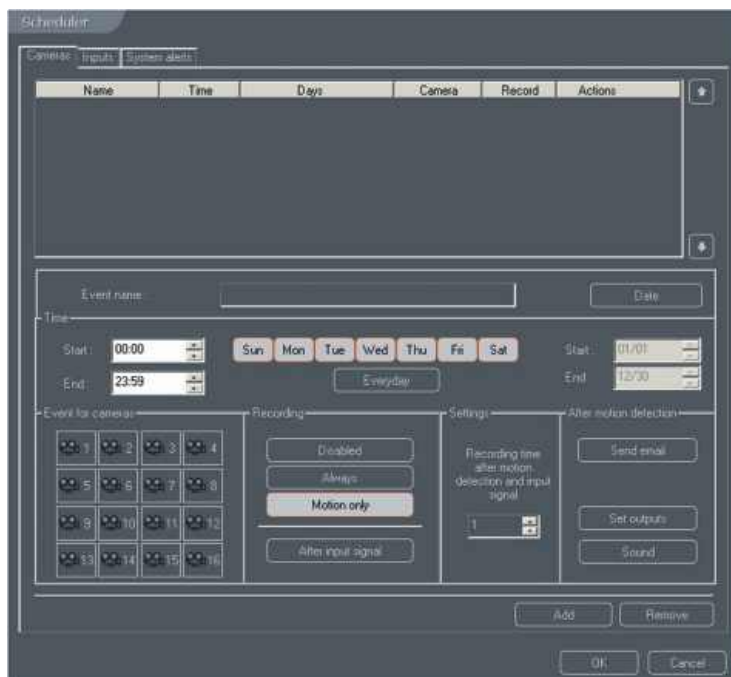 Scheduler
Cameras Inputs System alerts
Name Time Days Camera Record Actions
Event name: Date
Time
Start: 00:00 Sun Mon Tue Wed Thu Fri Sat Start: 01/01
End: 23:59 Everyday End: 12/30
Event for cameras Recording Settings After motion detection
1 2 3 4
5 6 7 8
9 10 11 12
13 14 15 16
Disabled
Always
Motion only
After input signal
Recording time
after motion
detection and input
signal
1
Send email
Set outputs
Sound
Add Remove
OK Cancel